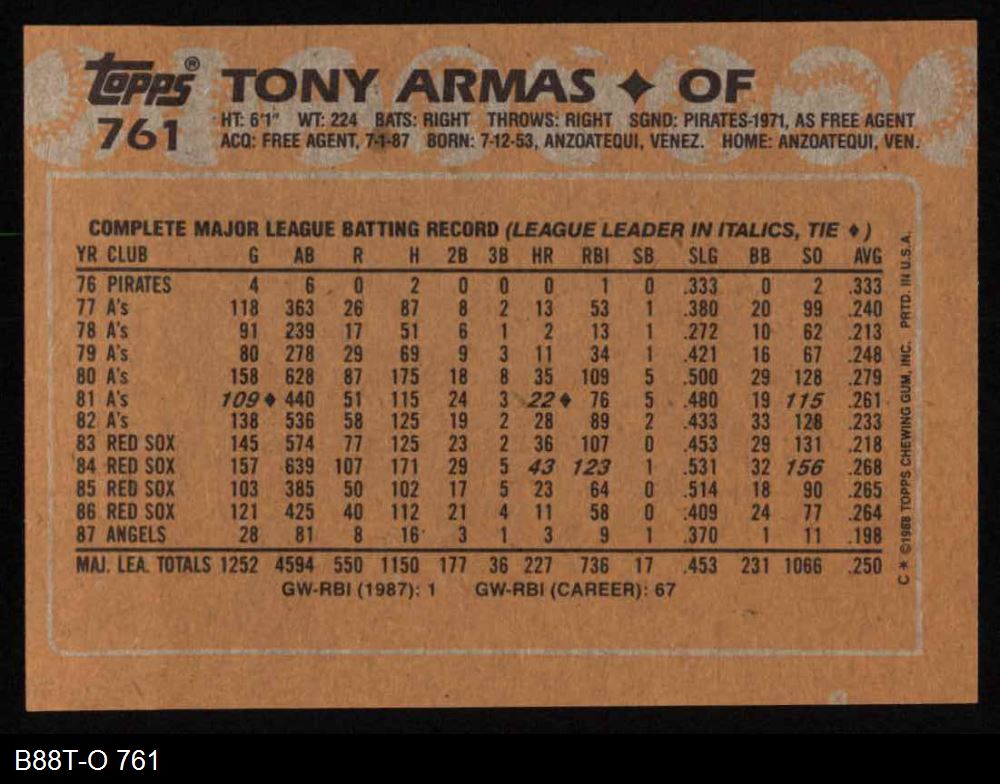 topps® TONY ARMAS ♦ OF
761 HT: 6'1" WT: 224 BATS: RIGHT THROWS: RIGHT SGND: PIRATES-1971, AS FREE AGENT
ACQ: FREE AGENT, 7-1-87 BORN: 7-12-53, ANZOATEQUI, VENEZ. HOME: ANZOATEQUI, VEN.
COMPLETE MAJOR LEAGUE BATTING RECORD (LEAGUE LEADER IN ITALICS, TIE ♦)
YR CLUB G AB R H 2B 3B HR RBI SB SLG BB SO AVG
76 PIRATES 4 6 0 2 0 0 0 1 0 .333 0 2 .333
77 A's 118 363 26 87 8 2 13 53 1 .380 20 99 .240
78 A's 91 239 17 51 6 1 2 13 1 .272 10 62 .213
79 A's 80 278 29 69 9 3 11 34 1 .421 16 67 .248
80 A's 158 628 87 175 18 8 35 109 5 .500 29 128 .279
81 A's 109♦ 440 51 115 24 3 22♦ 76 5 .480 19 115 .261
82 A's 138 536 58 125 19 2 28 89 2 .433 33 128 .233
83 RED SOX 145 574 77 125 23 2 36 107 0 .453 29 131 .218
84 RED SOX 157 639 107 171 29 5 43 123 1 .531 32 156 .268
85 RED SOX 103 385 50 102 17 5 23 64 0 .514 18 90 .265
86 RED SOX 121 425 40 112 21 4 11 58 0 .409 24 77 .264
87 ANGELS 28 81 8 16 3 1 3 9 1 .370 1 11 .198
MAJ. LEA. TOTALS 1252 4594 550 1150 177 36 227 736 17 .453 231 1066 .250
GW-RBI (1987): 1 GW-RBI (CAREER): 67
C * ©1988 TOPPS CHEWING GUM, INC. PRTD. IN U.S.A.
B88T-O 761